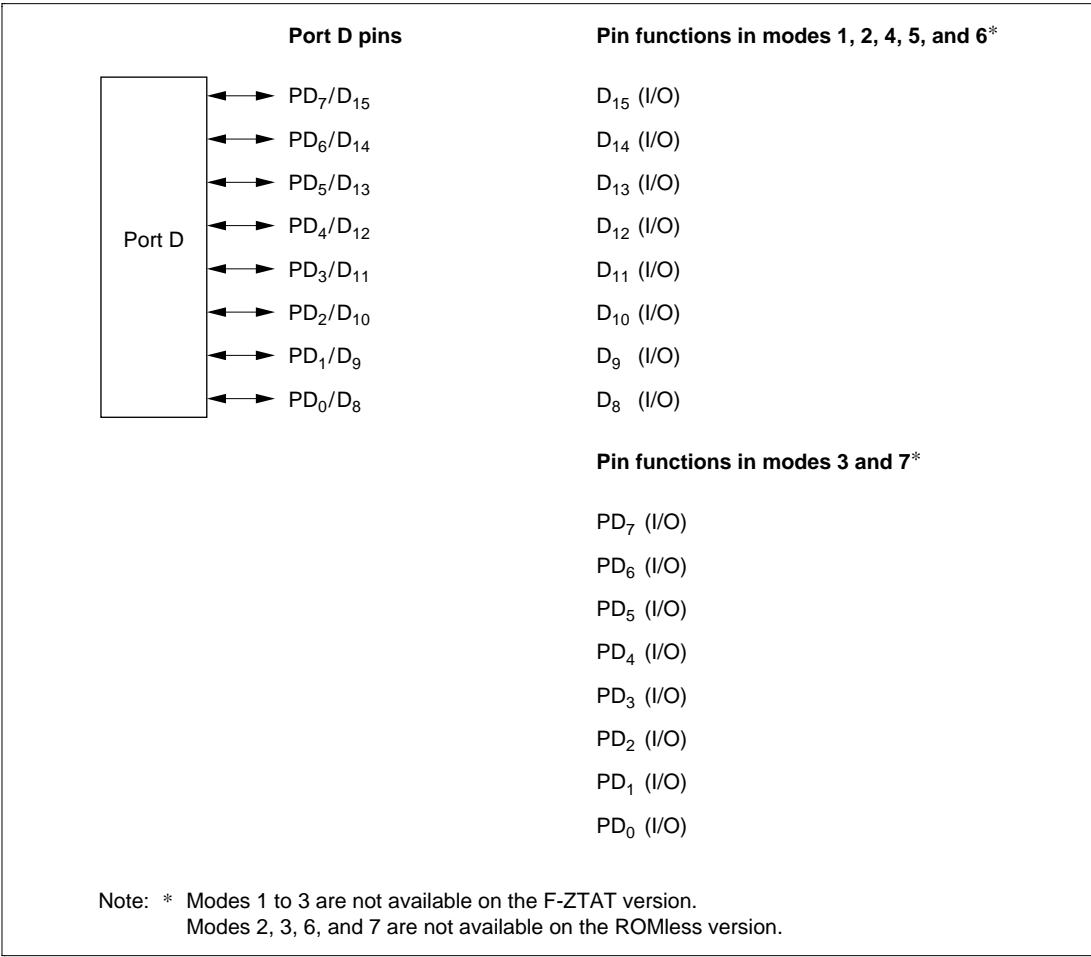 Port D pins Pin functions in modes 1, 2, 4, 5, and 6*
PD7/D15 D15 (I/O)
PD6/D14 D14 (I/O)
PD5/D13 D13 (I/O)
PD4/D12 D12 (I/O)
Port D
PD3/D11 D11 (I/O)
PD2/D10 D10 (I/O)
PD1/D9 D9 (I/O)
PD0/D8 D8 (I/O)
Pin functions in modes 3 and 7*
PD7 (I/O)
PD6 (I/O)
PD5 (I/O)
PD4 (I/O)
PD3 (I/O)
PD2 (I/O)
PD1 (I/O)
PD0 (I/O)
Note: * Modes 1 to 3 are not available on the F-ZTAT version.
Modes 2, 3, 6, and 7 are not available on the ROMless version.